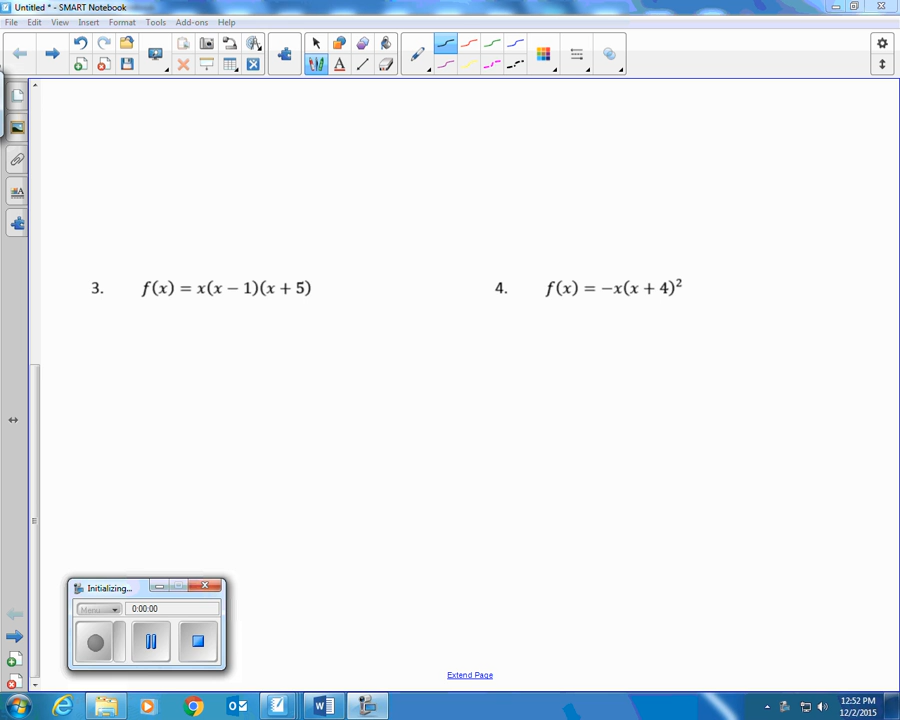 Untitled * - SMART Notebook
File Edit View Insert Format Tools Add-ons Help
3. f(x) = x(x − 1)(x + 5)
4. f(x) = −x(x + 4)²
Initializing...
Menu
0:00:00
Extend Page
12:52 PM
12/2/2015